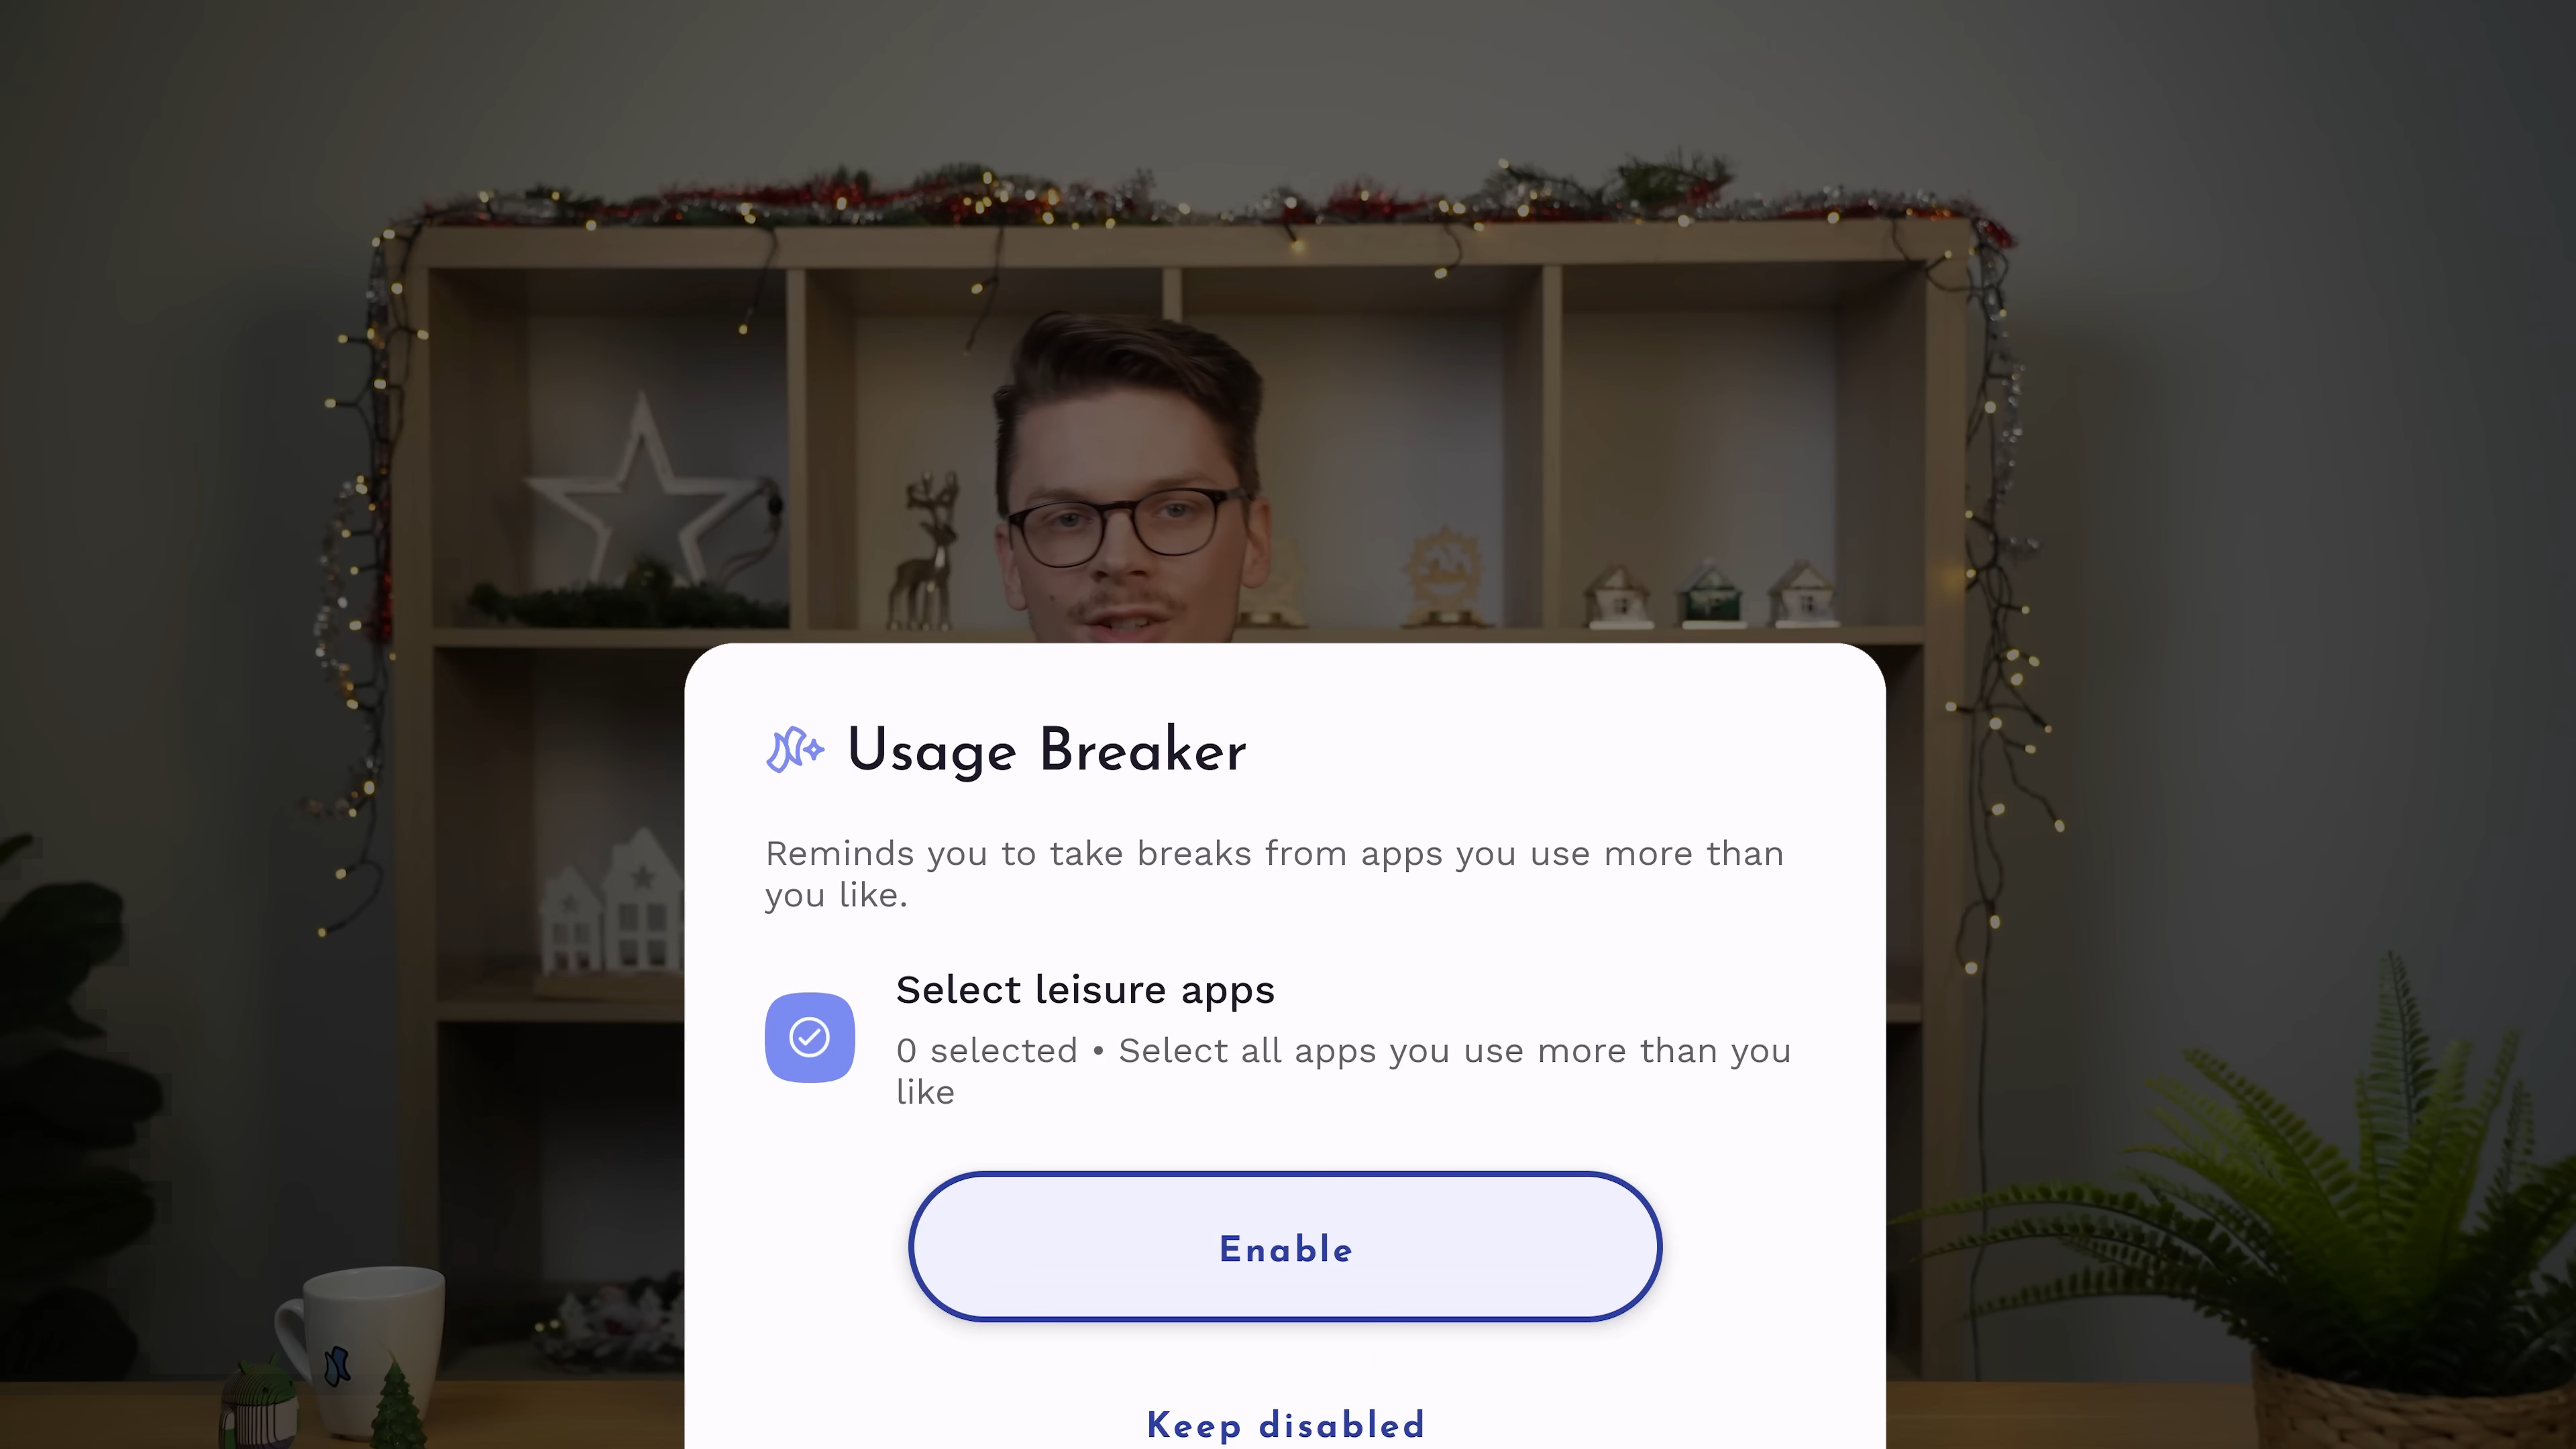 Usage Breaker
Reminds you to take breaks from apps you use more than
you like.
Select leisure apps
0 selected • Select all apps you use more than you
like
Enable
Keep disabled